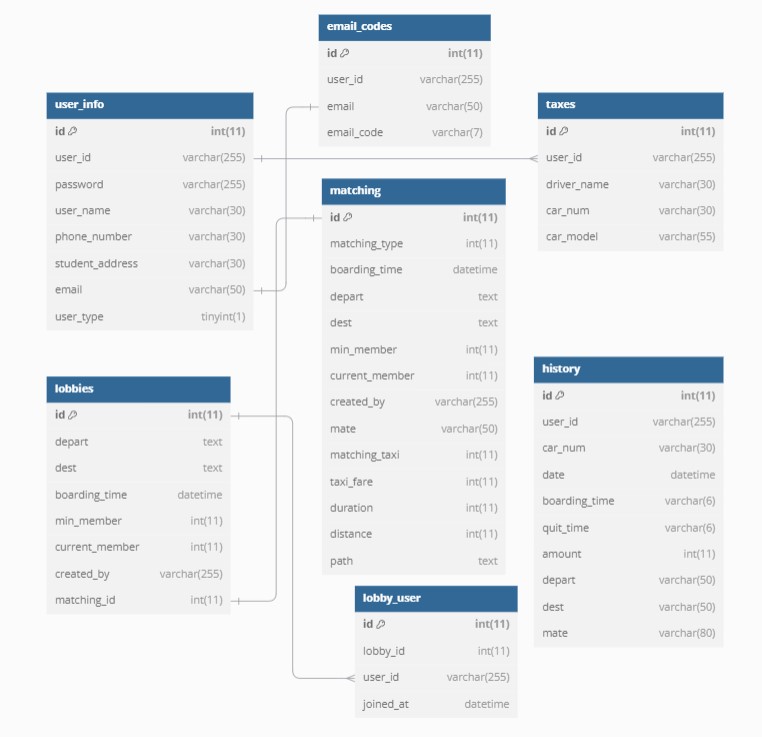 email_codes
id int(11)
user_id varchar(255)
email varchar(50)
email_code varchar(7)
user_info
id int(11)
user_id varchar(255)
password varchar(255)
user_name varchar(30)
phone_number varchar(30)
student_address varchar(30)
email varchar(50)
user_type tinyint(1)
taxes
id int(11)
user_id varchar(255)
driver_name varchar(30)
car_num varchar(30)
car_model varchar(55)
matching
id int(11)
matching_type int(11)
boarding_time datetime
depart text
dest text
min_member int(11)
current_member int(11)
created_by varchar(255)
mate varchar(50)
matching_taxi int(11)
taxi_fare int(11)
duration int(11)
distance int(11)
path text
lobbies
id int(11)
depart text
dest text
boarding_time datetime
min_member int(11)
current_member int(11)
created_by varchar(255)
matching_id int(11)
history
id int(11)
user_id varchar(255)
car_num varchar(30)
date datetime
boarding_time varchar(6)
quit_time varchar(6)
amount int(11)
depart varchar(50)
dest varchar(50)
mate varchar(80)
lobby_user
id int(11)
lobby_id int(11)
user_id varchar(255)
joined_at datetime